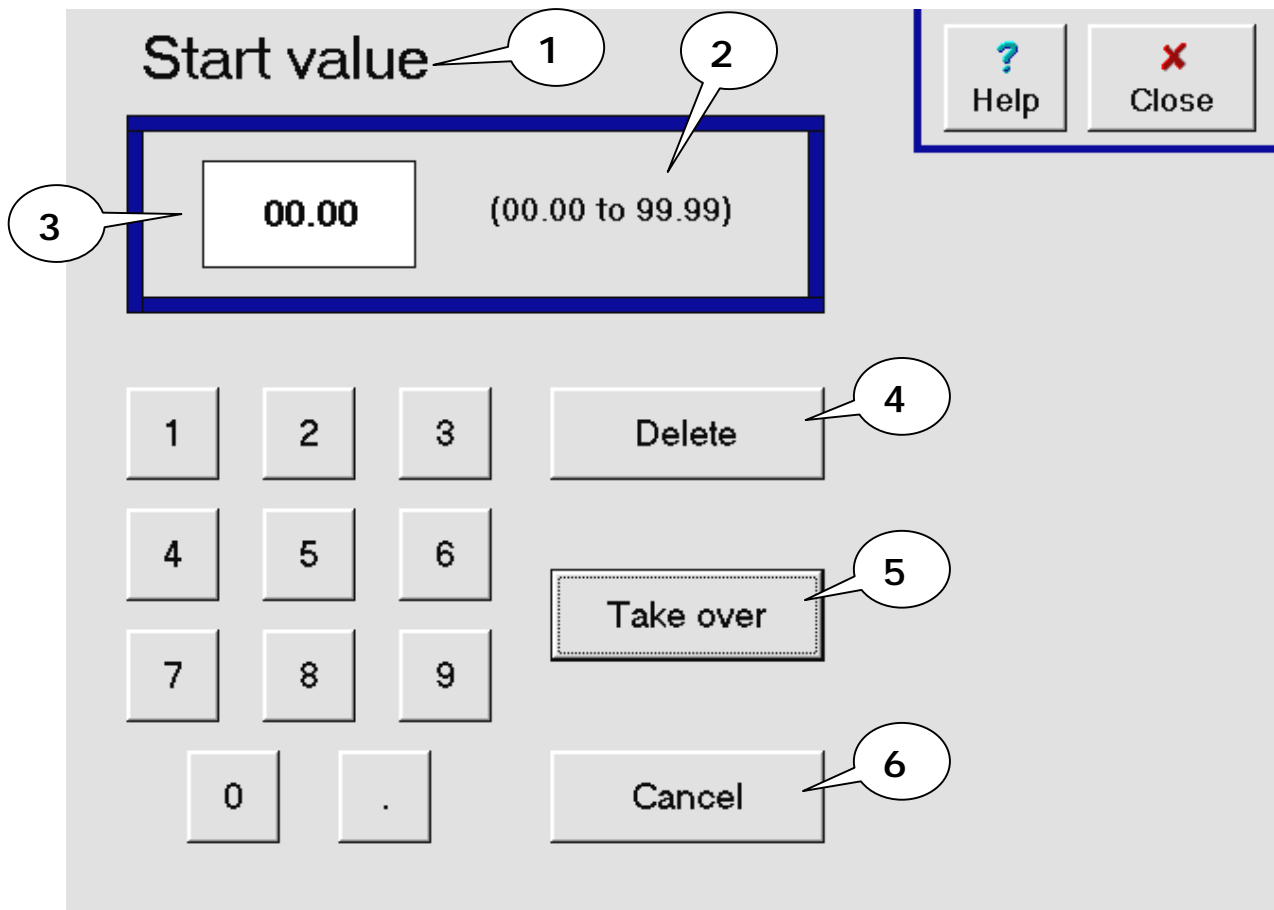 Start value
1
2
?
Help
✗
Close
3
00.00
(00.00 to 99.99)
1
2
3
Delete
4
4
5
6
Take over
5
7
8
9
0
.
Cancel
6